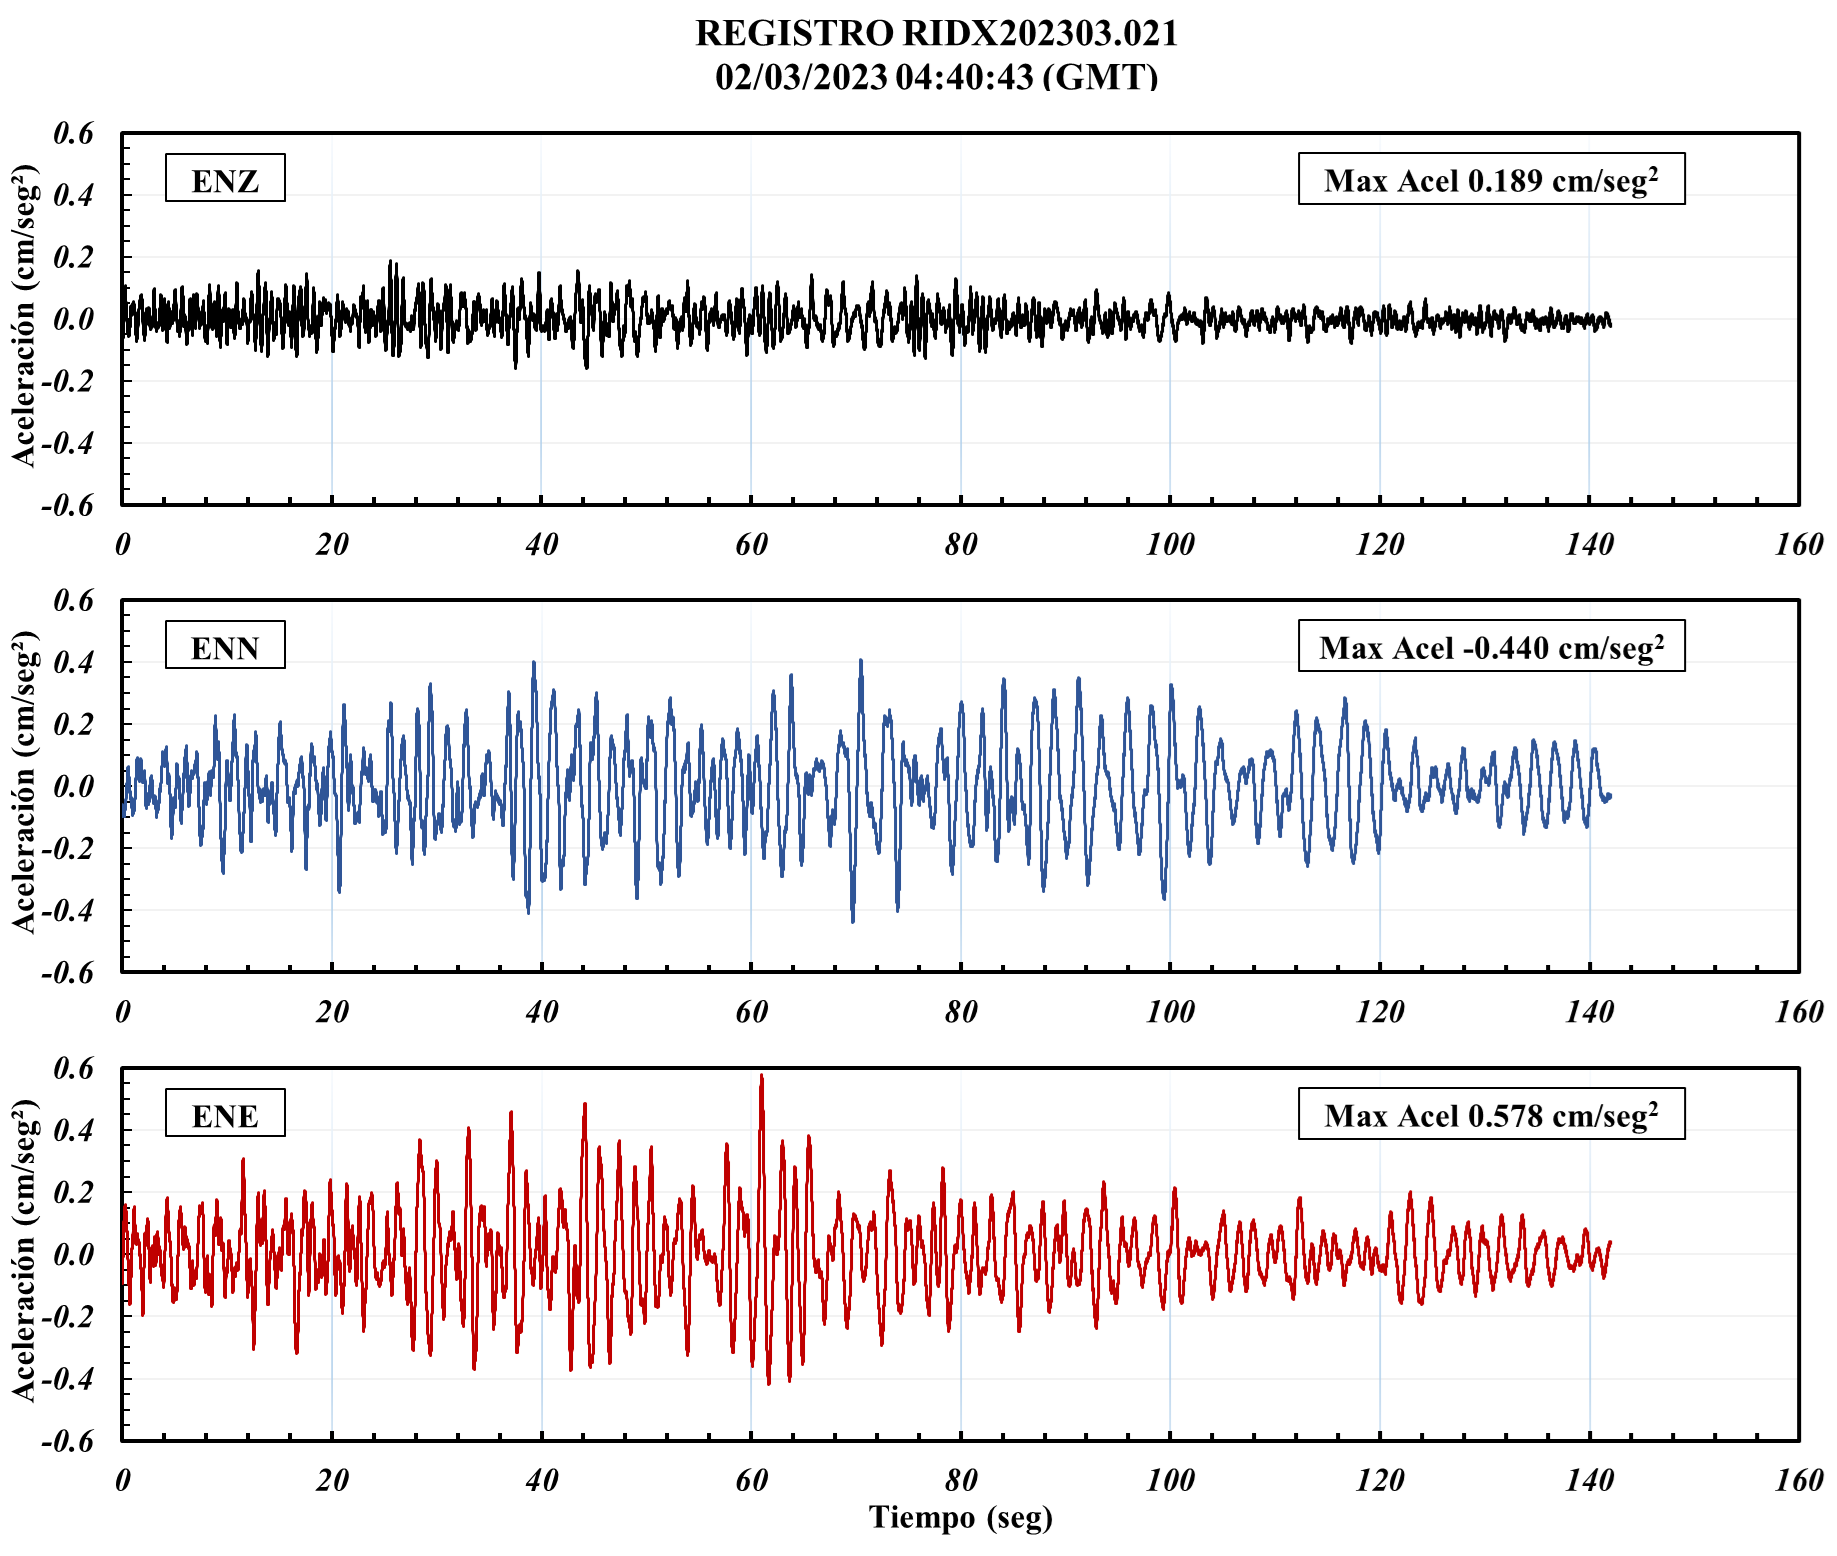 REGISTRO RIDX202303.021
02/03/2023 04:40:43 (GMT)
Aceleración (cm/seg²)
0.6
0.4
0.2
0.0
-0.2
-0.4
-0.6
ENZ
Max Acel 0.189 cm/seg²
0 20 40 60 80 100 120 140 160
Aceleración (cm/seg²)
0.6
0.4
0.2
0.0
-0.2
-0.4
-0.6
ENN
Max Acel -0.440 cm/seg²
0 20 40 60 80 100 120 140 160
Aceleración (cm/seg²)
0.6
0.4
0.2
0.0
-0.2
-0.4
-0.6
ENE
Max Acel 0.578 cm/seg²
0 20 40 60 80 100 120 140 160
Tiempo (seg)